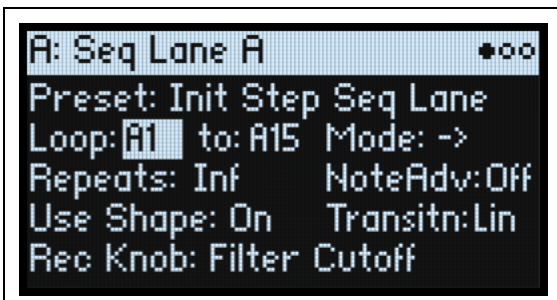 A: Seq Lane A
Preset: Init Step Seq Lane
Loop: A1 to: A15 Mode: ->
Repeats: Inf NoteAdv: Off
Use Shape: On Transitn: Lin
Rec Knob: Filter Cutoff